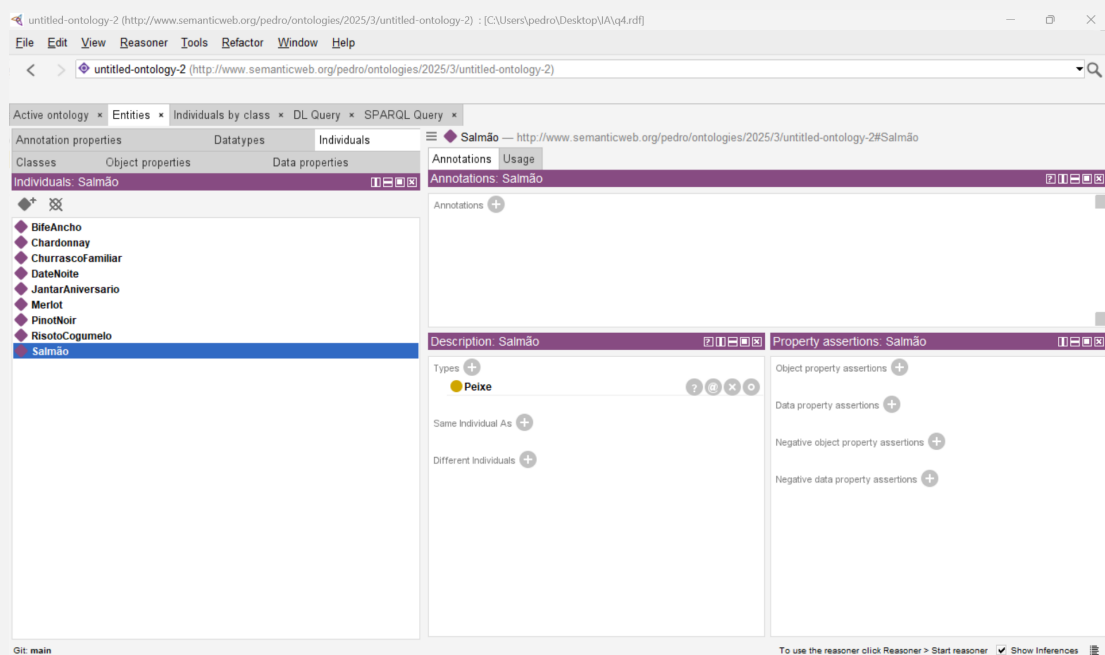 untitled-ontology-2 (http://www.semanticweb.org/pedro/ontologies/2025/3/untitled-ontology-2) : [C:\Users\pedro\Desktop\IA\q4.rdf]
File Edit View Reasoner Tools Refactor Window Help
untitled-ontology-2 (http://www.semanticweb.org/pedro/ontologies/2025/3/untitled-ontology-2)
Active ontology × Entities × Individuals by class × DL Query × SPARQL Query ×
Annotation properties Datatypes Individuals
Classes Object properties Data properties
Individuals: Salmão
BifeAncho
Chardonnay
ChurrascoFamiliar
DateNoite
JantarAniversario
Merlot
PinotNoir
RisotoCogumelo
Salmão
Salmão — http://www.semanticweb.org/pedro/ontologies/2025/3/untitled-ontology-2#Salmão
Annotations Usage
Annotations: Salmão
Annotations
Description: Salmão
Types
Peixe
Same Individual As
Different Individuals
Property assertions: Salmão
Object property assertions
Data property assertions
Negative object property assertions
Negative data property assertions
Git: main
To use the reasoner click Reasoner > Start reasoner Show Inferences